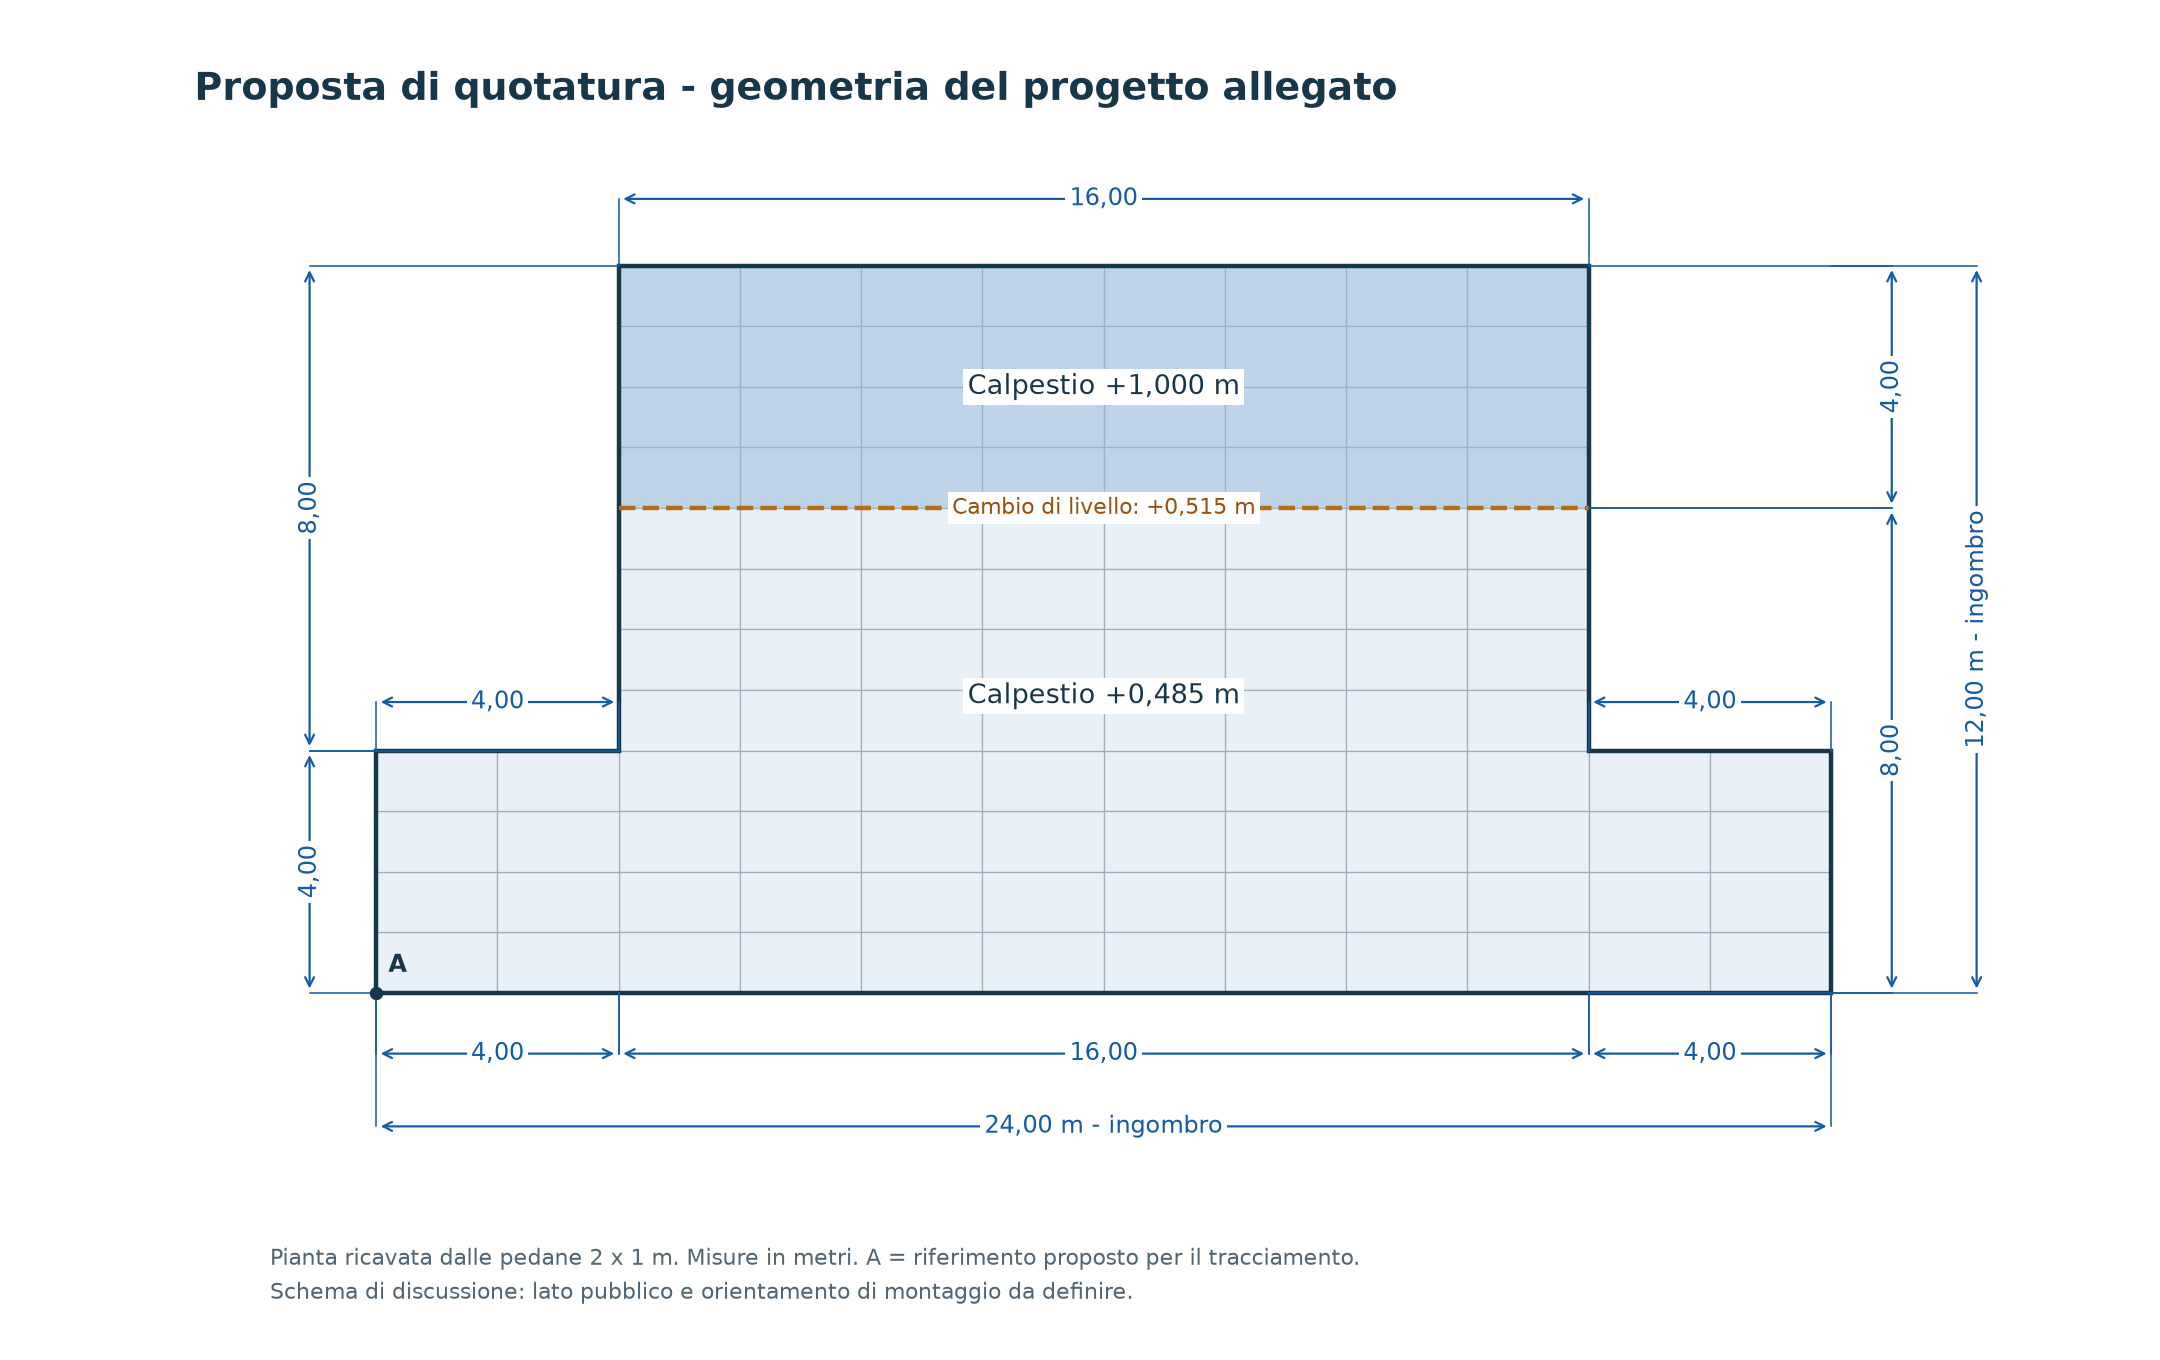 Proposta di quotatura - geometria del progetto allegato
16,00
Calpestio +1,000 m
4,00
Cambio di livello: +0,515 m
8,00
12,00 m - ingombro
4,00
Calpestio +0,485 m
4,00
8,00
4,00
A
4,00
16,00
4,00
24,00 m - ingombro
Pianta ricavata dalle pedane 2 x 1 m. Misure in metri. A = riferimento proposto per il tracciamento.
Schema di discussione: lato pubblico e orientamento di montaggio da definire.